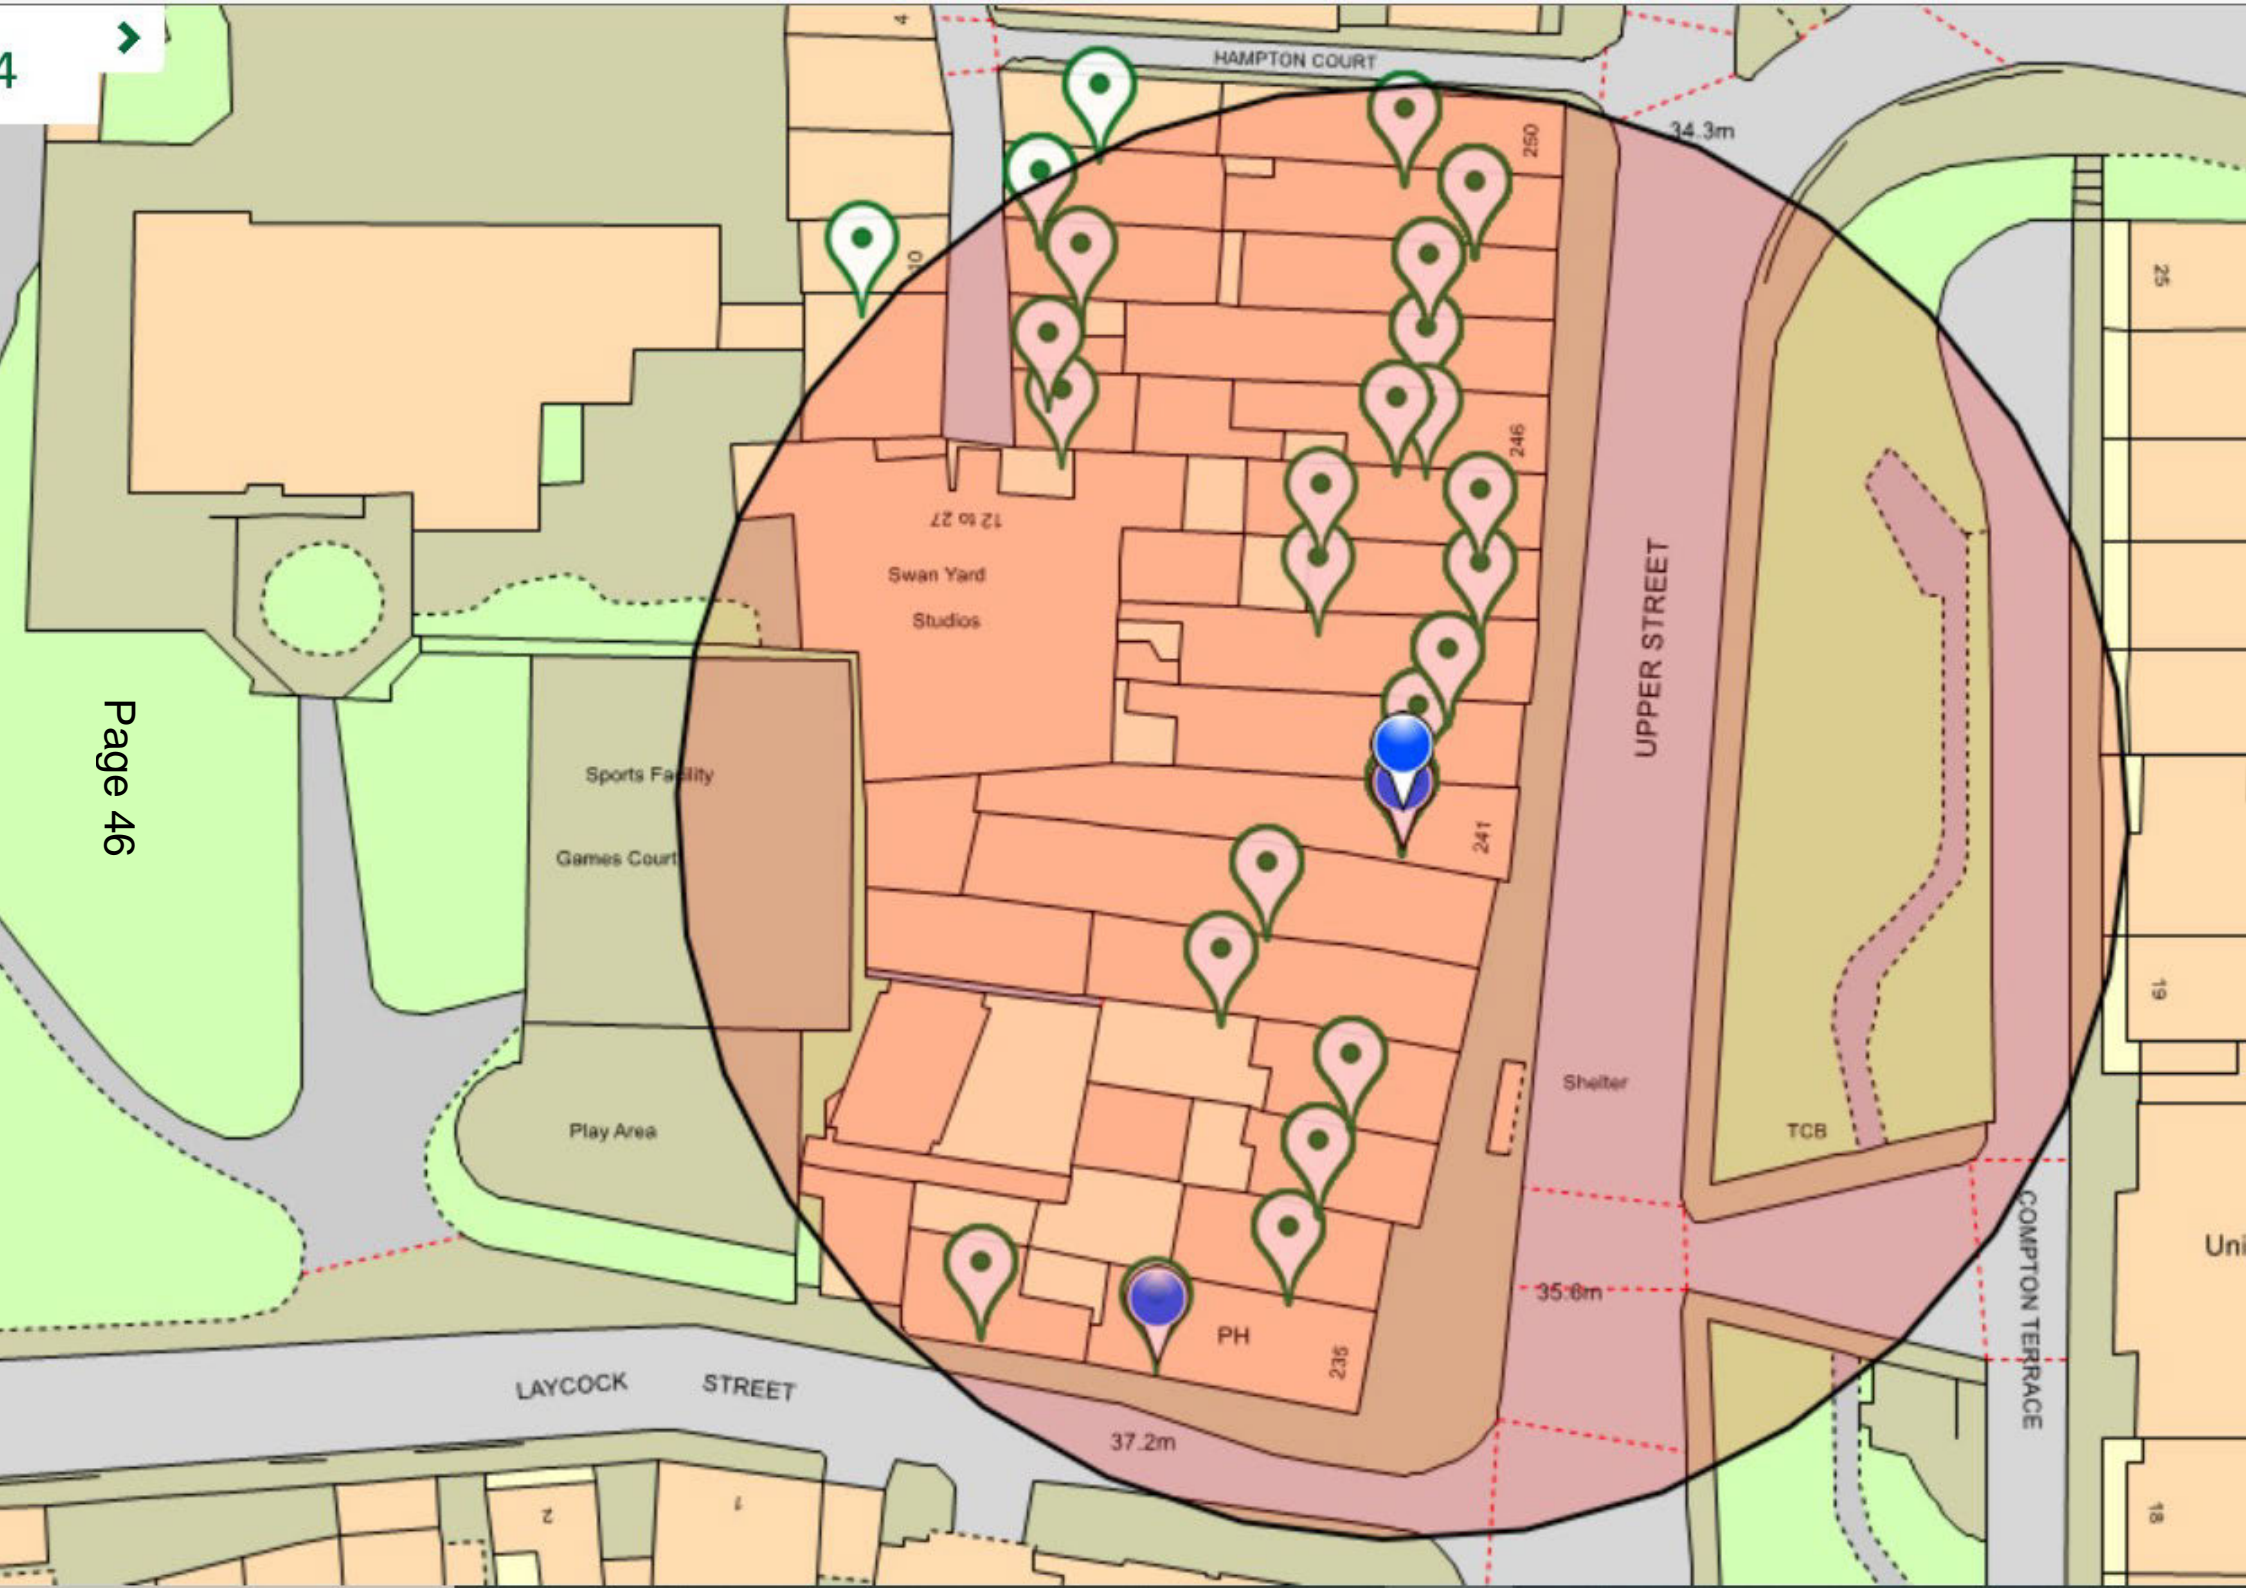 4
4
HAMPTON COURT
250
34.3m
10
25
246
12 to 27
Swan Yard
Studios
UPPER STREET
Page 46
Sports Facility
241
Games Court
19
Shelter
TCB
Play Area
COMPTON TERRACE
Uni
35.6m
PH
235
LAYCOCK STREET
37.2m
1
2
18